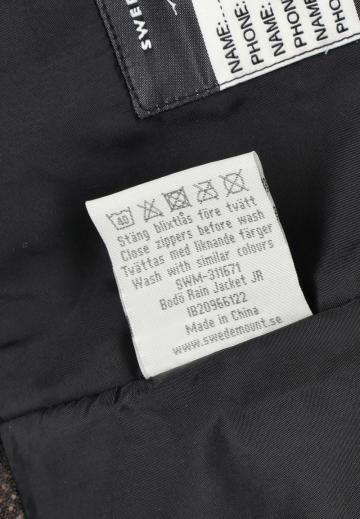 SWE
NAME:
PHONE:
NAME:
PHONE:
NAME:
PHONE:
40
Stäng blixtlås före tvätt
Close zippers before wash
Tvättas med liknande färger
Wash with similar colours
SWM-311671
Bodö Rain Jacket JR
IB20966122
Made in China
www.swedemount.se